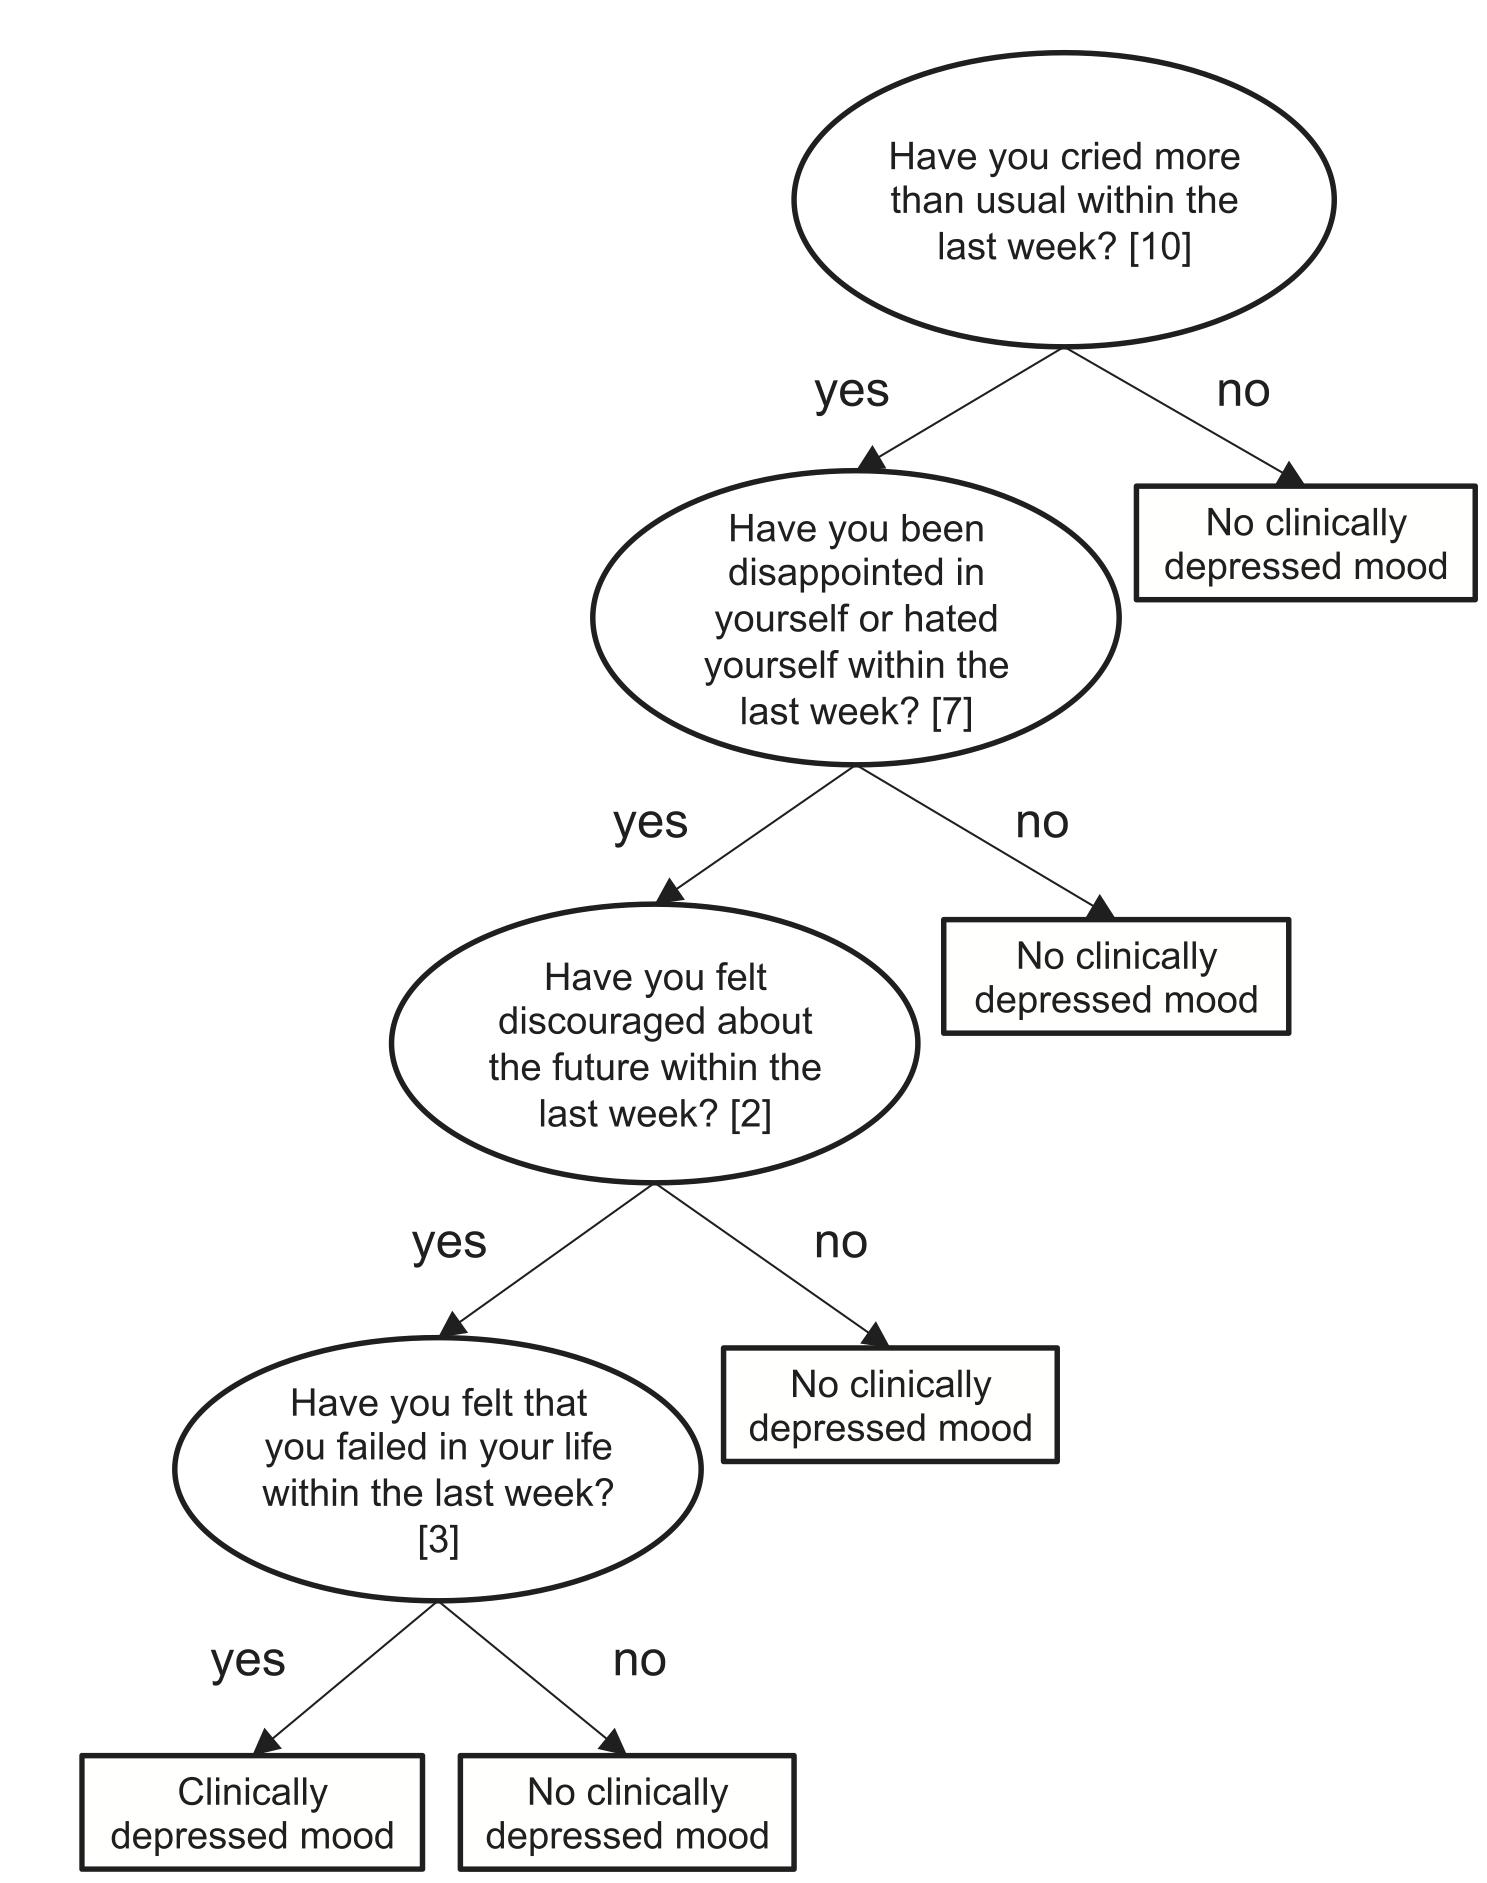 Have you cried more
than usual within the
last week? [10]
yes
no
Have you been
disappointed in
yourself or hated
yourself within the
last week? [7]
No clinically
depressed mood
yes
no
Have you felt
discouraged about
the future within the
last week? [2]
No clinically
depressed mood
yes
no
Have you felt that
you failed in your life
within the last week?
[3]
No clinically
depressed mood
yes
no
Clinically
depressed mood
No clinically
depressed mood